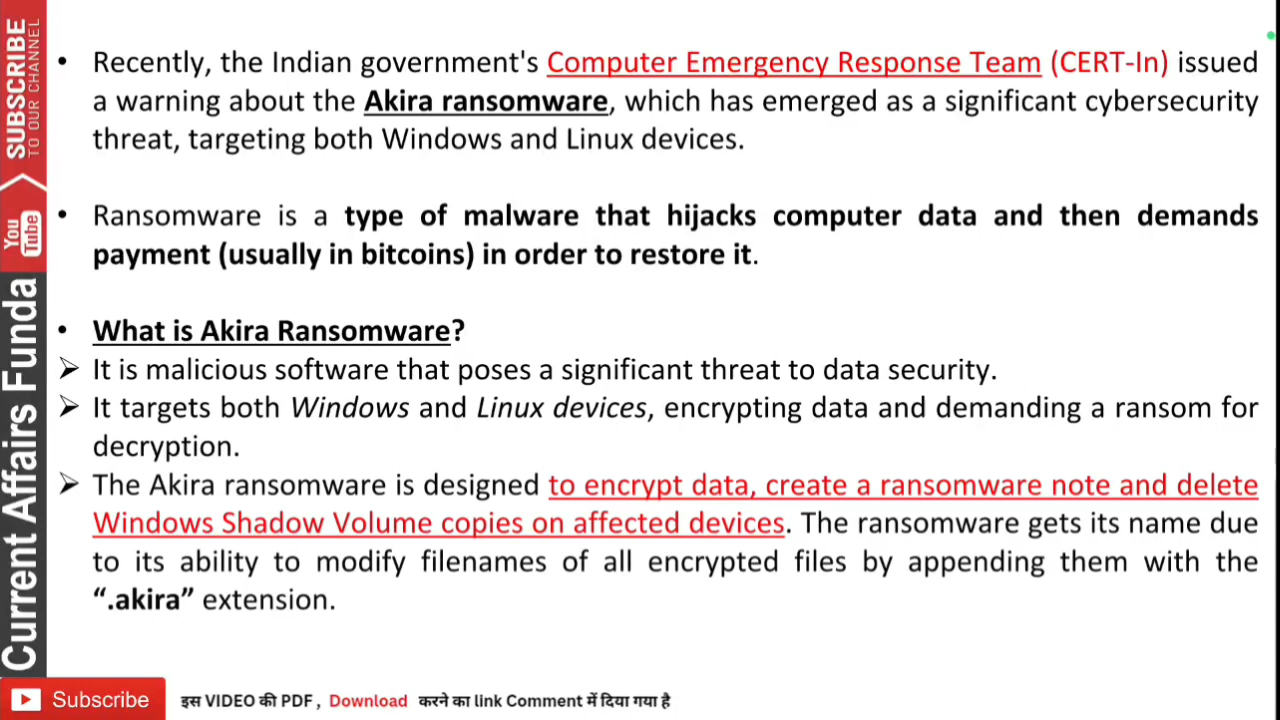 SUBSCRIBE
TO OUR CHANNEL
You
Tube
Current Affairs Funda
• Recently, the Indian government's Computer Emergency Response Team (CERT-In) issued
a warning about the Akira ransomware, which has emerged as a significant cybersecurity
threat, targeting both Windows and Linux devices.
• Ransomware is a type of malware that hijacks computer data and then demands
payment (usually in bitcoins) in order to restore it.
• What is Akira Ransomware?
➢ It is malicious software that poses a significant threat to data security.
➢ It targets both Windows and Linux devices, encrypting data and demanding a ransom for
decryption.
➢ The Akira ransomware is designed to encrypt data, create a ransomware note and delete
Windows Shadow Volume copies on affected devices. The ransomware gets its name due
to its ability to modify filenames of all encrypted files by appending them with the
“.akira” extension.
Subscribe इस VIDEO की PDF , Download करने का link Comment में दिया गया है